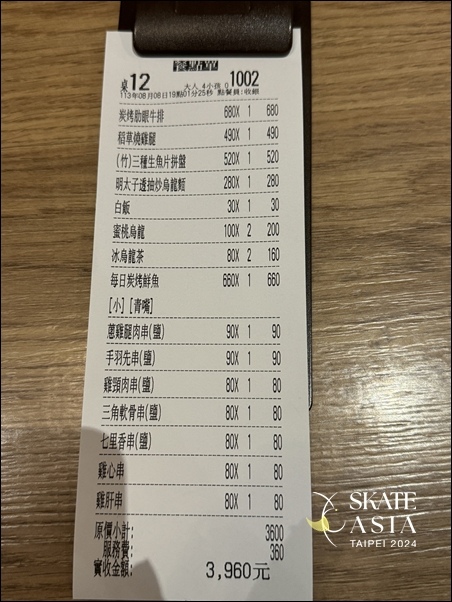 桌12 大人 4小孩 0 1002
113年08月08日19點01分25秒 點餐員:收銀
炭烤肋眼牛排 680X 1 680
稻草燒雞腿 490X 1 490
(竹)三種生魚片拼盤 520X 1 520
明太子透抽炒烏龍麵 280X 1 280
白飯 30X 1 30
蜜桃烏龍 100X 2 200
冰烏龍茶 80X 2 160
每日炭烤鮮魚 660X 1 660
[小] [青嘴]
蔥雞腿肉串(鹽) 90X 1 90
手羽先串(鹽) 90X 1 90
雞頸肉串(鹽) 80X 1 80
三角軟骨串(鹽) 80X 1 80
七里香串(鹽) 80X 1 80
雞心串 80X 1 80
雞肝串 80X 1 80
原價小計: 3600
服務費: 360
實收金額: 3,960元
SKATE
ASIA
TAIPEI 2024